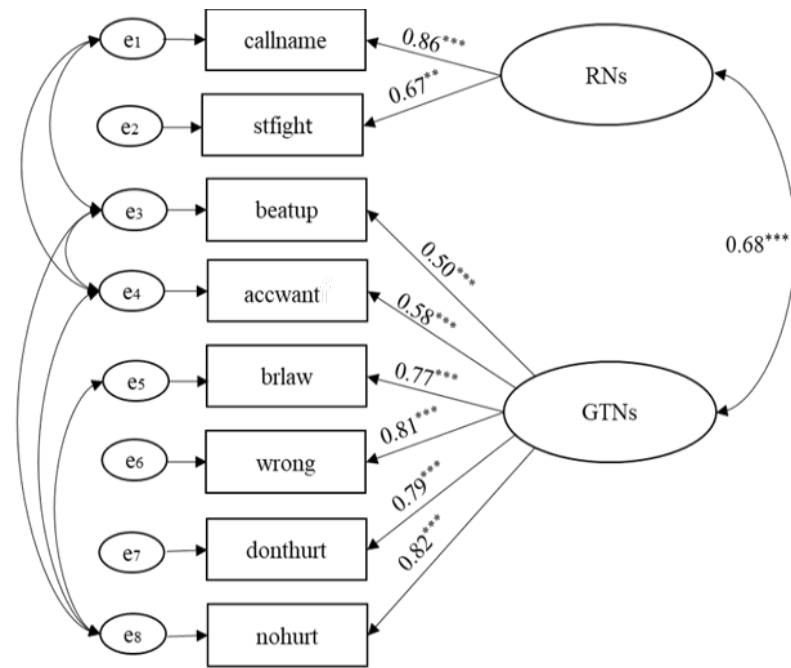 e1
callname
0.86***
RNs
0.67**
e2
stfight
e3
beatup
0.50***
0.68***
e4
accwant
0.58***
e5
brlaw
0.77***
GTNs
0.81***
e6
wrong
0.79***
e7
donthurt
0.82***
e8
nohurt